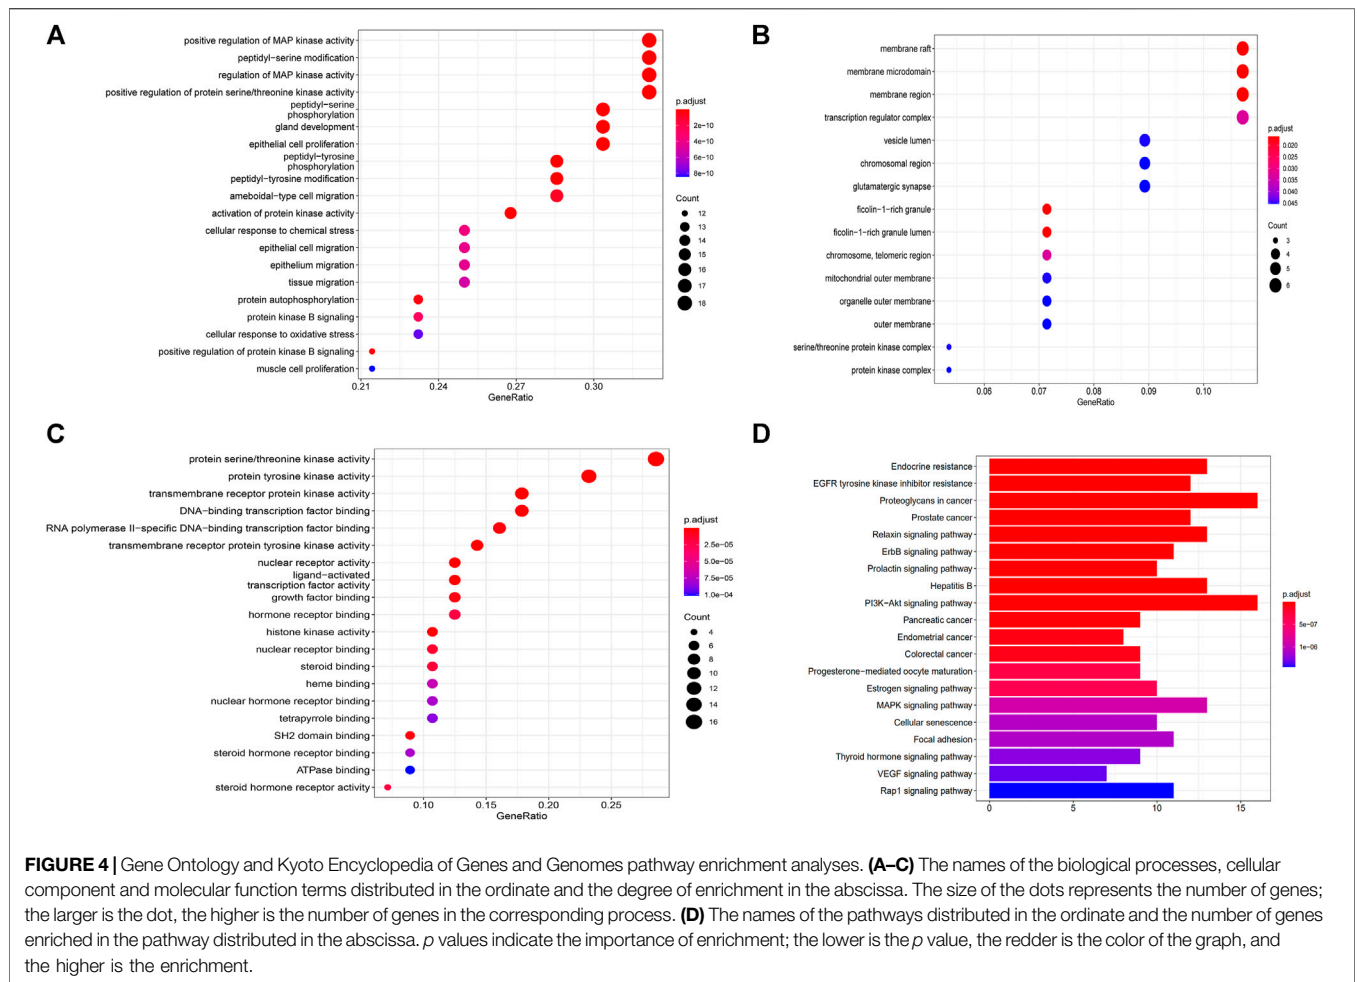 A
positive regulation of MAP kinase activity
peptidyl−serine modification
regulation of MAP kinase activity
positive regulation of protein serine/threonine kinase activity
peptidyl−serine
phosphorylation
gland development
epithelial cell proliferation
peptidyl−tyrosine
phosphorylation
peptidyl−tyrosine modification
ameboidal−type cell migration
activation of protein kinase activity
cellular response to chemical stress
epithelial cell migration
epithelium migration
tissue migration
protein autophosphorylation
protein kinase B signaling
cellular response to oxidative stress
positive regulation of protein kinase B signaling
muscle cell proliferation
0.21 0.24 0.27 0.30
GeneRatio
p.adjust
2e−10
4e−10
6e−10
8e−10
Count
12
13
14
15
16
17
18
B
membrane raft
membrane microdomain
membrane region
transcription regulator complex
vesicle lumen
chromosomal region
glutamatergic synapse
ficolin−1−rich granule
ficolin−1−rich granule lumen
chromosome, telomeric region
mitochondrial outer membrane
organelle outer membrane
outer membrane
serine/threonine protein kinase complex
protein kinase complex
0.06 0.07 0.08 0.09 0.10
GeneRatio
p.adjust
0.020
0.025
0.030
0.035
0.040
0.045
Count
3
4
5
6
C
protein serine/threonine kinase activity
protein tyrosine kinase activity
transmembrane receptor protein kinase activity
DNA−binding transcription factor binding
RNA polymerase II−specific DNA−binding transcription factor binding
transmembrane receptor protein tyrosine kinase activity
nuclear receptor activity
ligand−activated
transcription factor activity
growth factor binding
hormone receptor binding
histone kinase activity
nuclear receptor binding
steroid binding
heme binding
nuclear hormone receptor binding
tetrapyrrole binding
SH2 domain binding
steroid hormone receptor binding
ATPase binding
steroid hormone receptor activity
0.10 0.15 0.20 0.25
GeneRatio
p.adjust
2.5e−05
5.0e−05
7.5e−05
1.0e−04
Count
4
6
8
10
12
14
16
D
Endocrine resistance
EGFR tyrosine kinase inhibitor resistance
Proteoglycans in cancer
Prostate cancer
Relaxin signaling pathway
ErbB signaling pathway
Prolactin signaling pathway
Hepatitis B
PI3K−Akt signaling pathway
Pancreatic cancer
Endometrial cancer
Colorectal cancer
Progesterone−mediated oocyte maturation
Estrogen signaling pathway
MAPK signaling pathway
Cellular senescence
Focal adhesion
Thyroid hormone signaling pathway
VEGF signaling pathway
Rap1 signaling pathway
0 5 10 15
p.adjust
5e−07
1e−06
FIGURE 4 | Gene Ontology and Kyoto Encyclopedia of Genes and Genomes pathway enrichment analyses. (A–C) The names of the biological processes, cellular
component and molecular function terms distributed in the ordinate and the degree of enrichment in the abscissa. The size of the dots represents the number of genes;
the larger is the dot, the higher is the number of genes in the corresponding process. (D) The names of the pathways distributed in the ordinate and the number of genes
enriched in the pathway distributed in the abscissa. p values indicate the importance of enrichment; the lower is the p value, the redder is the color of the graph, and
the higher is the enrichment.